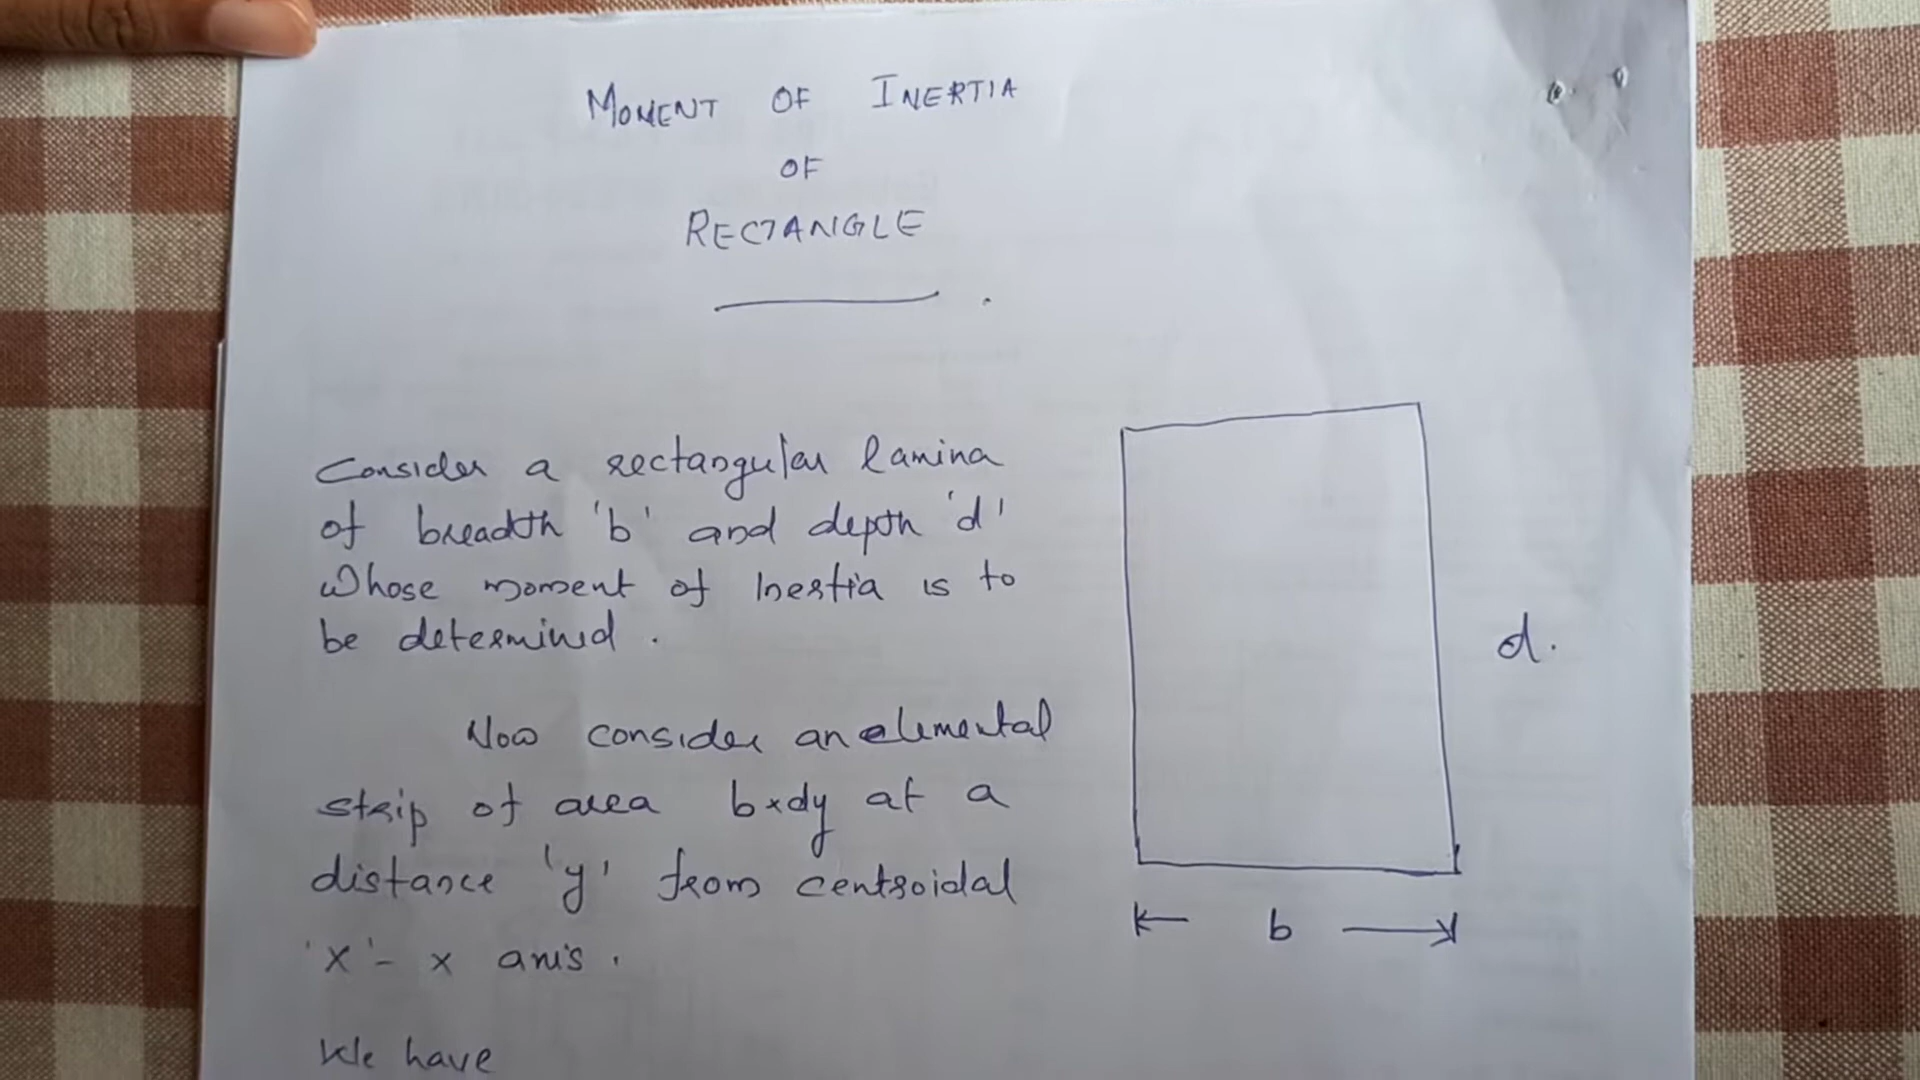 MOMENT OF INERTIA
OF
RECTANGLE
Consider a rectangular lamina
of breadth 'b' and depth 'd'
Whose moment of Inertia is to
be determined .
d.
Now consider an elemental
strip of area b×dy at a
distance 'y' from centroidal
b
'x'- x axis .
We have